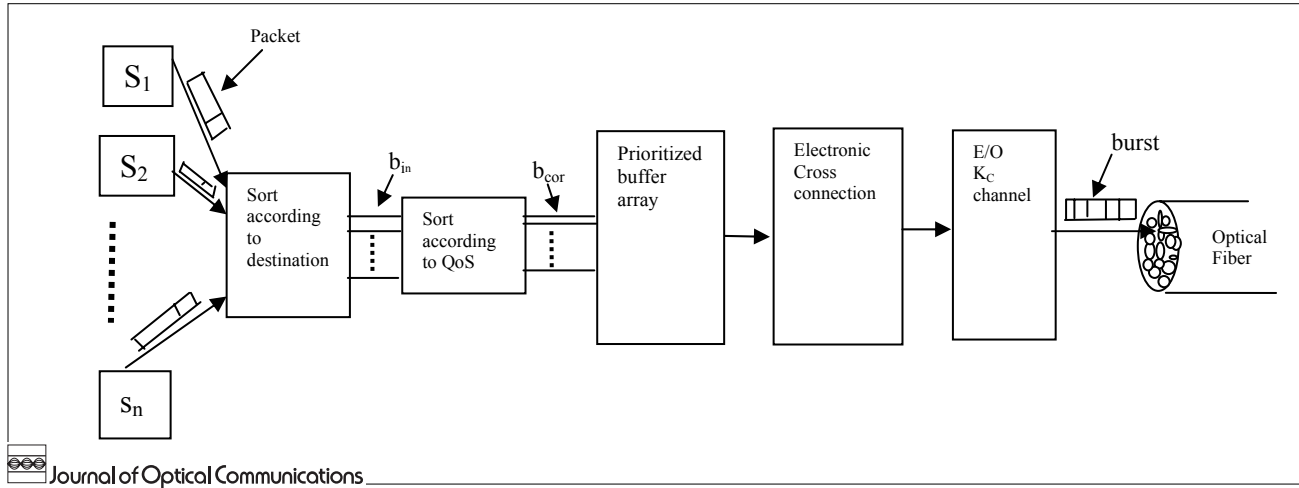 Packet
S1
S2
sn
Sort
according
to
destination
bin
Sort
according
to QoS
bcor
Prioritized
buffer
array
Electronic
Cross
connection
E/O
KC
channel
burst
Optical
Fiber
Journal of Optical Communications